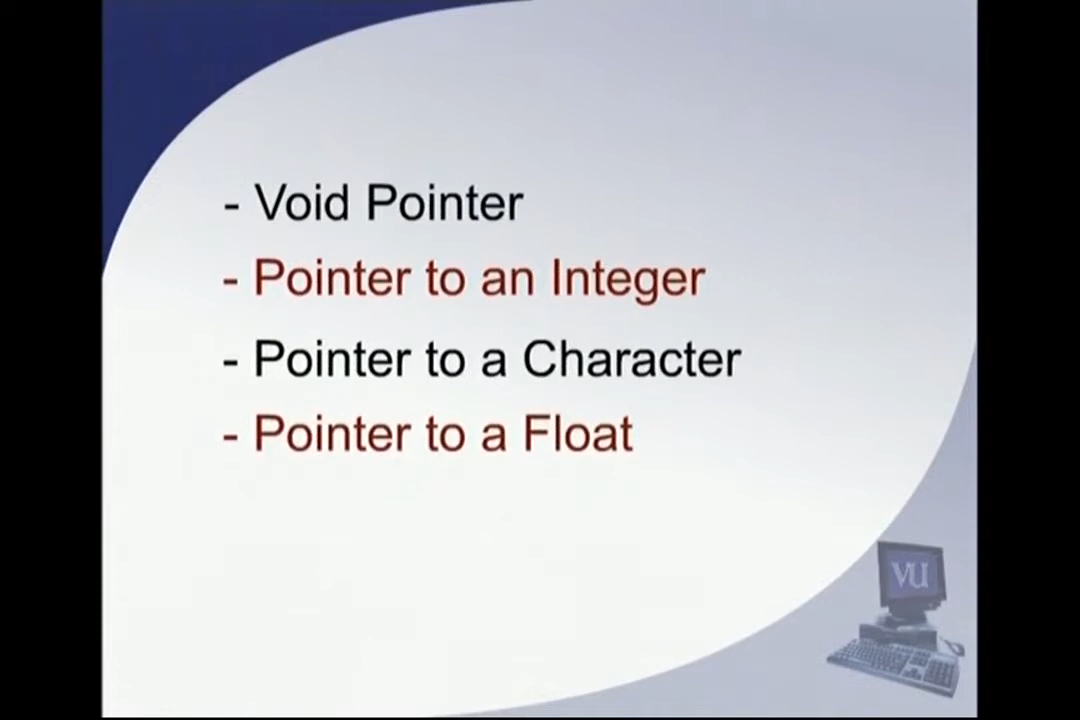 - Void Pointer
- Pointer to an Integer
- Pointer to a Character
- Pointer to a Float
VU